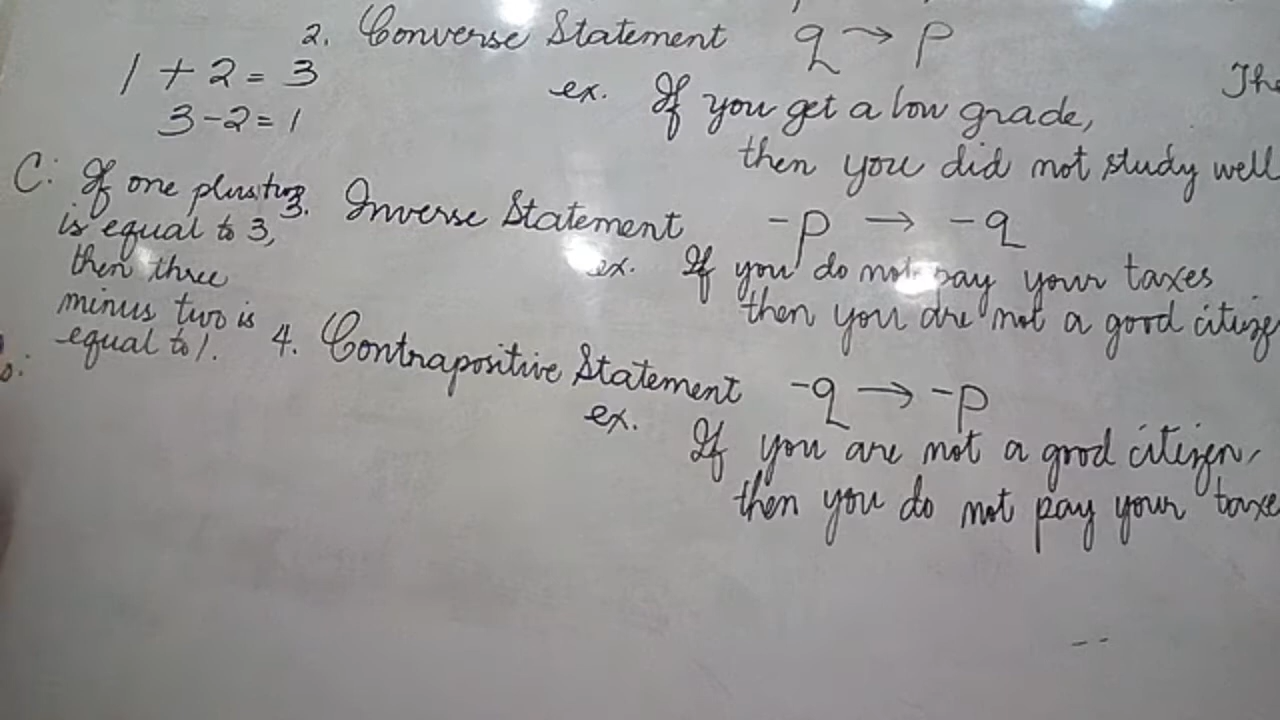 2. Converse Statement q → p
1 + 2 = 3
3 - 2 = 1
ex. If you get a low grade,
then you did not study well
The
C: If one plus two
is equal to 3,
then three
minus two is
equal to 1.
3. Inverse Statement -p → -q
ex. If you do not pay your taxes
then you are not a good citizen
4. Contrapositive Statement -q → -p
ex. If you are not a good citizen,
then you do not pay your taxe